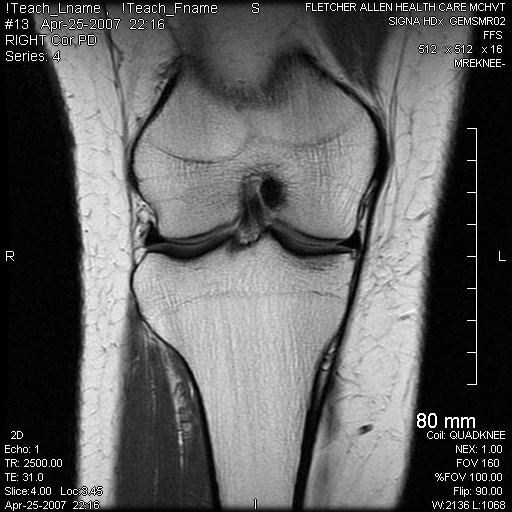 !Teach_Lname , !Teach_Fname
#13 Apr-25-2007 22:16
RIGHT Cor PD
Series: 4
S
FLETCHER ALLEN HEALTH CARE MCHVT
SIGNA HDx GEMSMR02
FFS
512 x 512 x 16
MREKNEE-
R
L
80 mm
2D
Echo: 1
TR: 2500.00
TE: 31.0
Slice:4.00 Loc:3.45
Apr-25-2007 22:16
I
Coil: QUADKNEE
NEX: 1.00
FOV 160
%FOV 100.00
Flip: 90.00
W:2136 L:1068